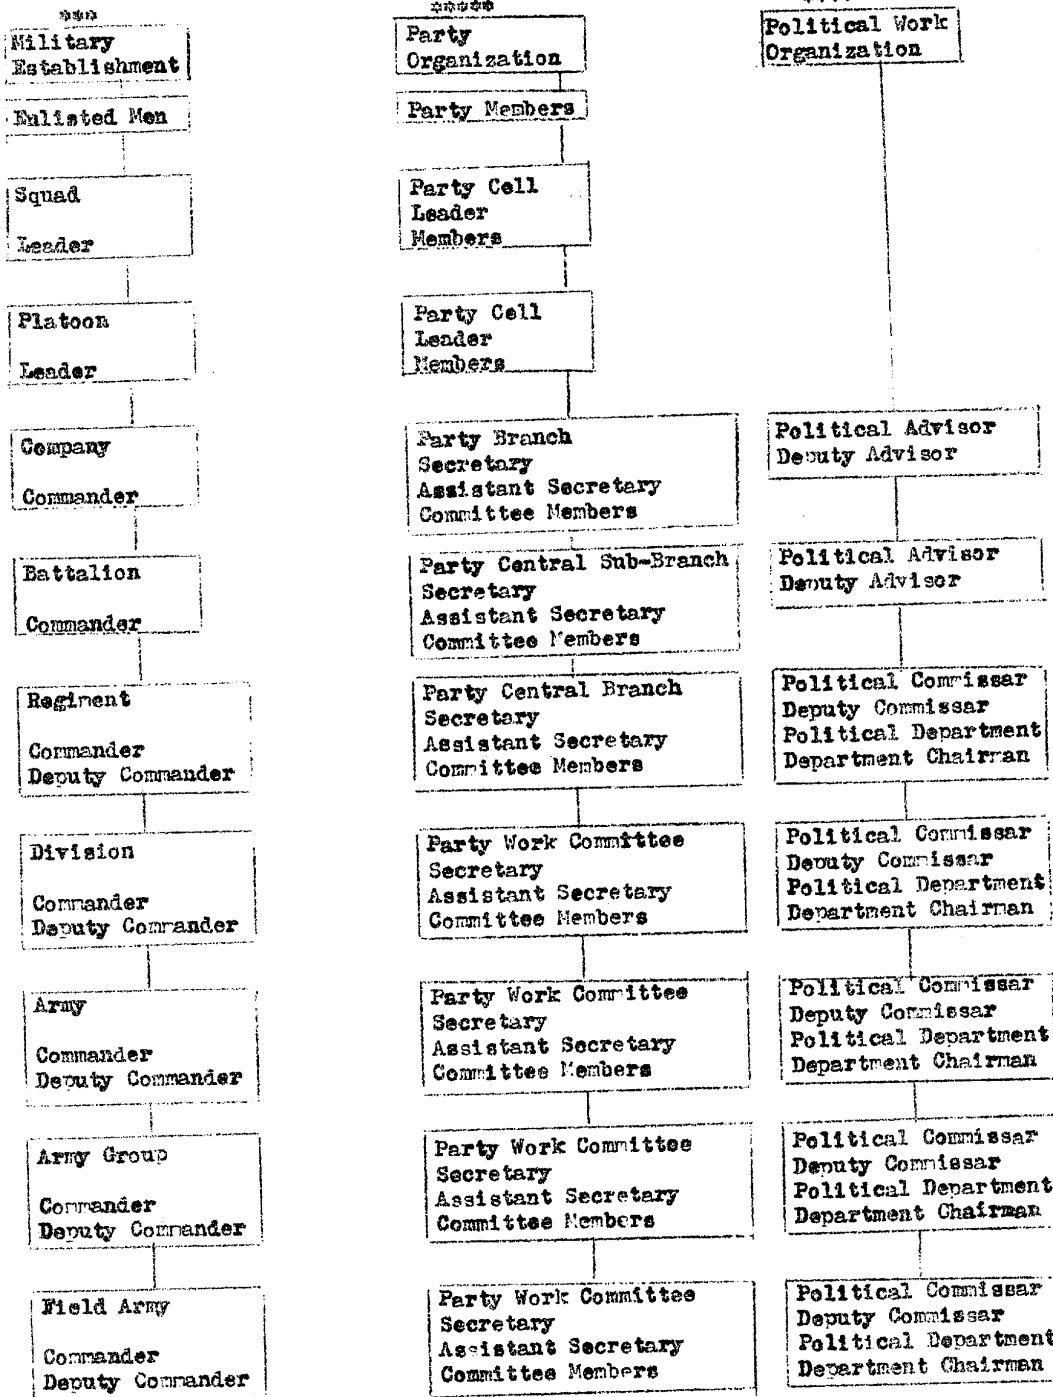 ***
Military
Establishment
Enlisted Men
Squad
Leader
Platoon
Leader
Company
Commander
Battalion
Commander
Regiment
Commander
Deputy Commander
Division
Commander
Deputy Commander
Army
Commander
Deputy Commander
Army Group
Commander
Deputy Commander
Field Army
Commander
Deputy Commander
*****
Party
Organization
Party Members
Party Cell
Leader
Members
Party Cell
Leader
Members
Party Branch
Secretary
Assistant Secretary
Committee Members
Party Central Sub-Branch
Secretary
Assistant Secretary
Committee Members
Party Central Branch
Secretary
Assistant Secretary
Committee Members
Party Work Committee
Secretary
Assistant Secretary
Committee Members
Party Work Committee
Secretary
Assistant Secretary
Committee Members
Party Work Committee
Secretary
Assistant Secretary
Committee Members
Party Work Committee
Secretary
Assistant Secretary
Committee Members
Political Work
Organization
Political Advisor
Deputy Advisor
Political Advisor
Deputy Advisor
Political Commissar
Deputy Commissar
Political Department
Department Chairman
Political Commissar
Deputy Commissar
Political Department
Department Chairman
Political Commissar
Deputy Commissar
Political Department
Department Chairman
Political Commissar
Deputy Commissar
Political Department
Department Chairman
Political Commissar
Deputy Commissar
Political Department
Department Chairman